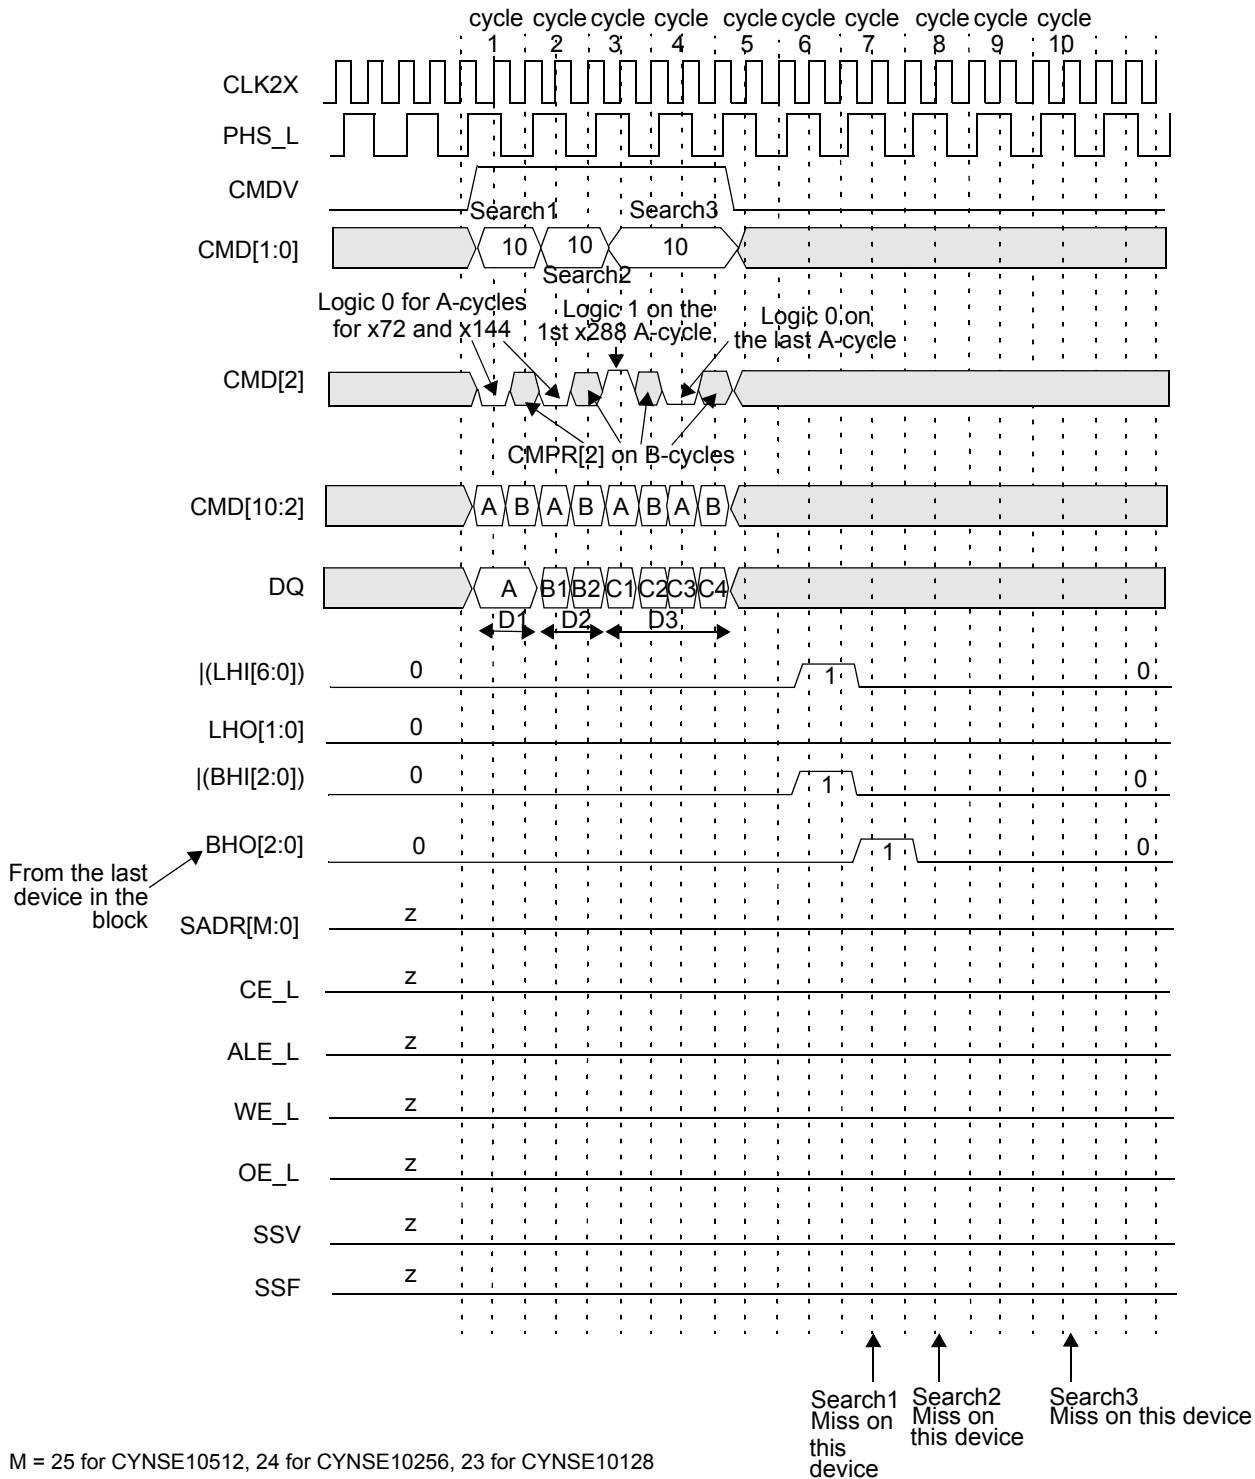 cycle 1 cycle 2 cycle 3 cycle 4 cycle 5 cycle 6 cycle 7 cycle 8 cycle 9 cycle 10
CLK2X
PHS_L
CMDV
Search1 Search3
CMD[1:0] 10 10 10
Search2
Logic 0 for A-cycles
for x72 and x144
Logic 1 on the
1st x288 A-cycle
Logic 0 on
the last A-cycle
CMD[2]
CMPR[2] on B-cycles
CMD[10:2] A B A B A B A B
DQ A B1 B2 C1 C2 C3 C4
D1 D2 D3
|(LHI[6:0]) 0 1 0
LHO[1:0] 0
|(BHI[2:0]) 0 1 0
BHO[2:0] 0 1 0
From the last
device in the
block
SADR[M:0] z
CE_L z
ALE_L z
WE_L z
OE_L z
SSV z
SSF z
Search1
Miss on
this
device
Search2
Miss on
this device
Search3
Miss on this device
M = 25 for CYNSE10512, 24 for CYNSE10256, 23 for CYNSE10128